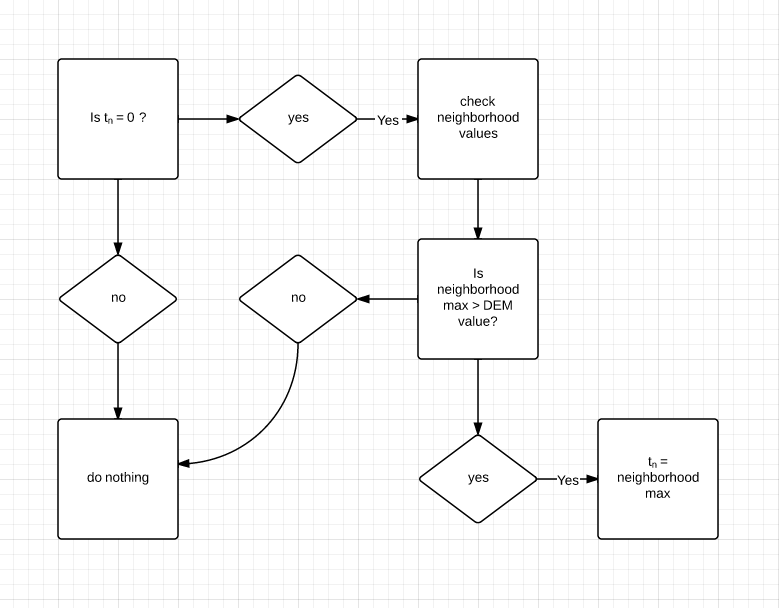 Is tₙ = 0 ?
yes
Yes
check
neighborhood
values
no
no
Is
neighborhood
max > DEM
value?
do nothing
yes
Yes
tₙ =
neighborhood
max